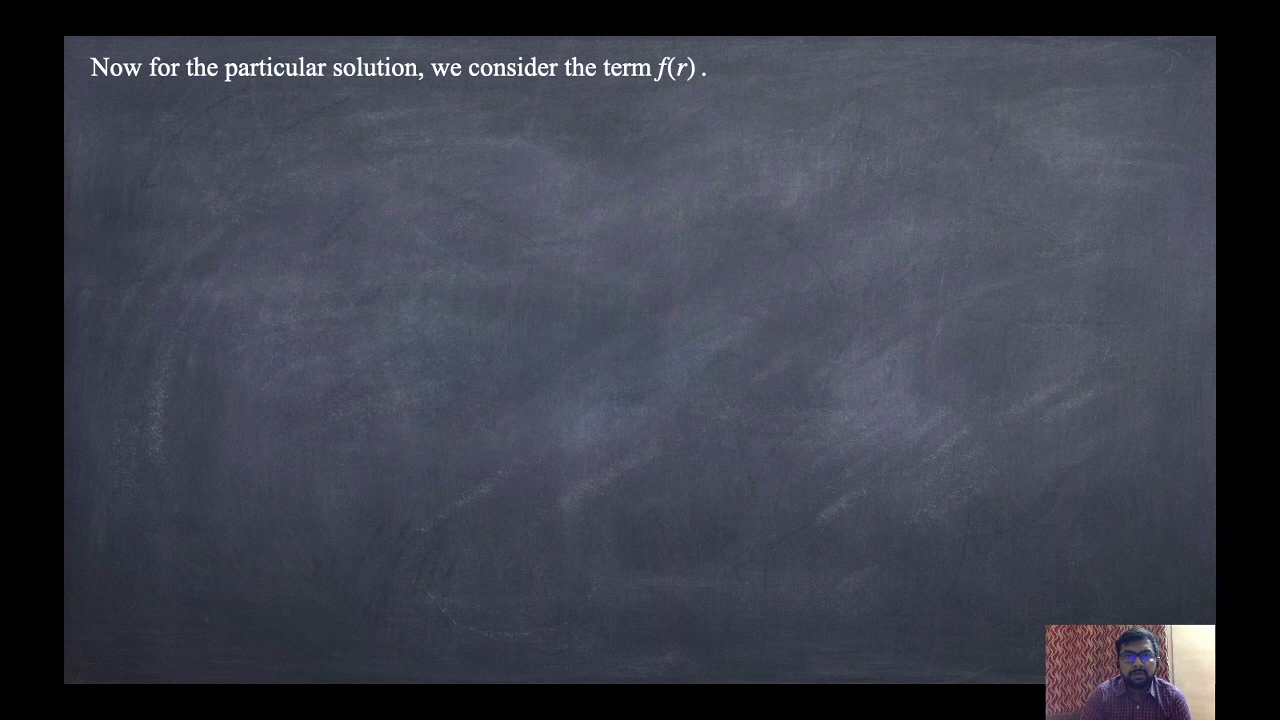 Now for the particular solution, we consider the term f(r) .